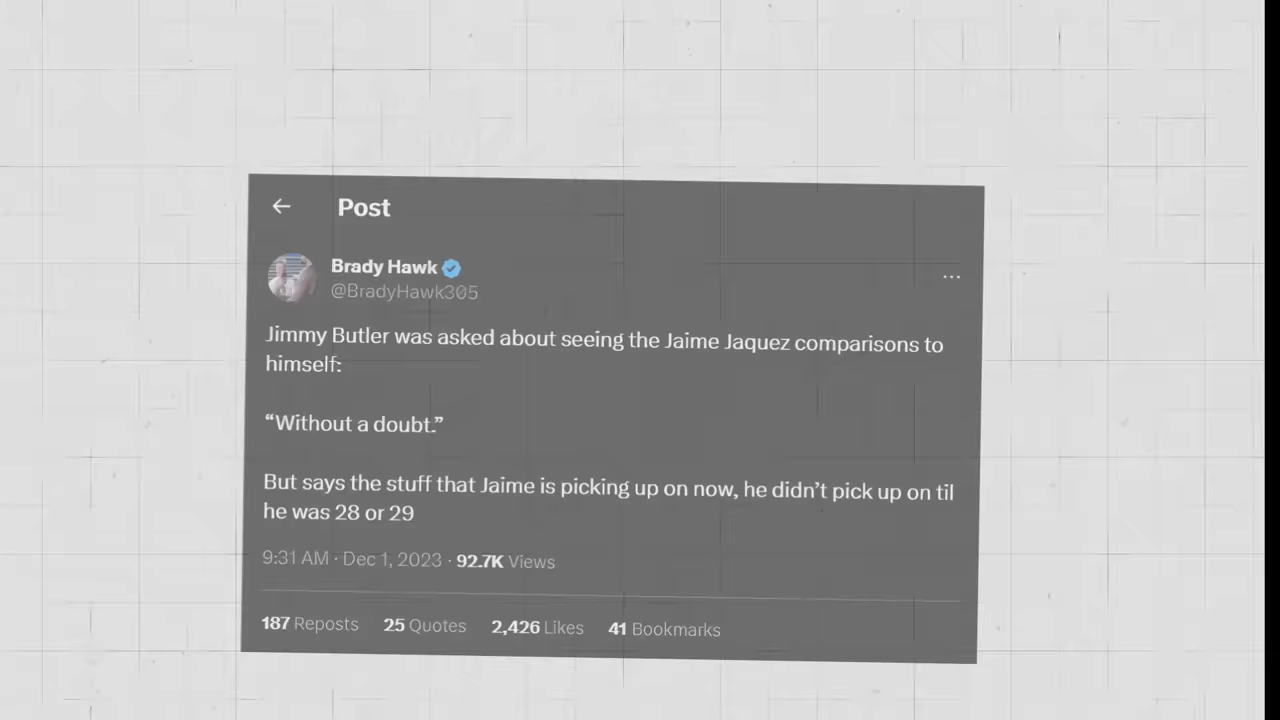 Post
Brady Hawk
@BradyHawk305
...
Jimmy Butler was asked about seeing the Jaime Jaquez comparisons to
himself:
“Without a doubt.”
But says the stuff that Jaime is picking up on now, he didn’t pick up on til
he was 28 or 29
9:31 AM · Dec 1, 2023 · 92.7K Views
187 Reposts 25 Quotes 2,426 Likes 41 Bookmarks